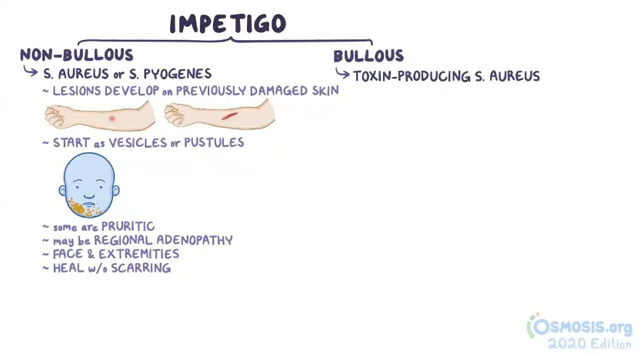 IMPETIGO
NON-BULLOUS
↳ S. AUREUS or S. PYOGENES
~ LESIONS DEVELOP on PREVIOUSLY DAMAGED SKIN
~ START as VESICLES or PUSTULES
~ some are PRURITIC
~ may be REGIONAL ADENOPATHY
~ FACE & EXTREMITIES
~ HEAL w/o SCARRING
BULLOUS
↳ TOXIN-PRODUCING S. AUREUS
OSMOSIS.org
2020 Edition